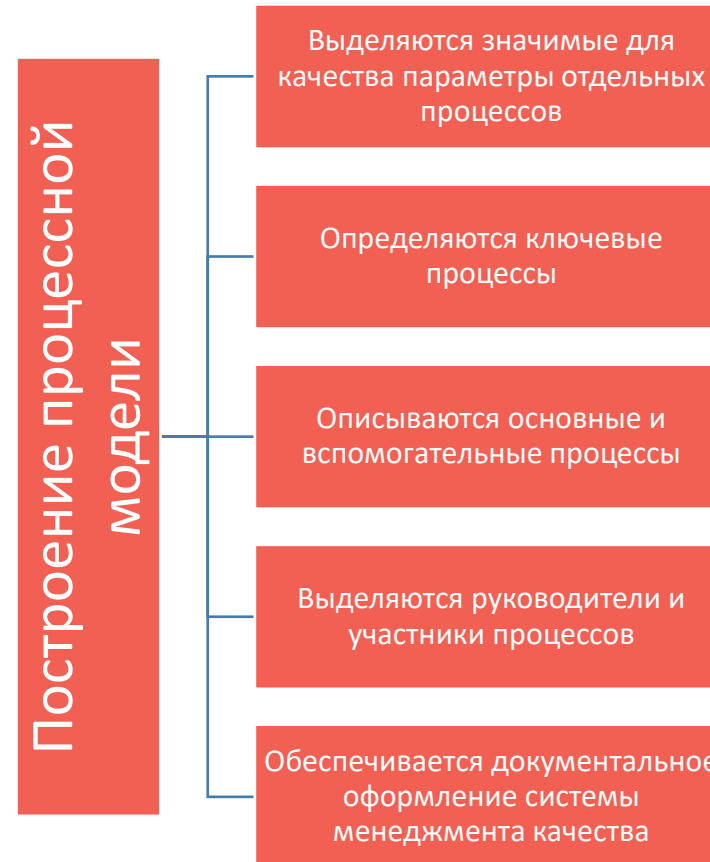 Построение процессной
модели
Выделяются значимые для
качества параметры отдельных
процессов
Определяются ключевые
процессы
Описываются основные и
вспомогательные процессы
Выделяются руководители и
участники процессов
Обеспечивается документальное
оформление системы
менеджмента качества